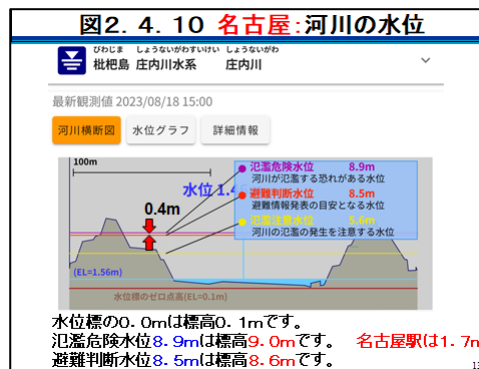 図2.4.10 名古屋:河川の水位
びわじま しょうないがわすいけい しょうないがわ
枇杷島 庄内川水系 庄内川
最新観測値 2023/08/18 15:00
河川横断図 水位グラフ 詳細情報
100m
水位 1.46
0.4m
氾濫危険水位 8.9m
河川が氾濫する恐れがある水位
避難判断水位 8.5m
避難情報発表の目安となる水位
氾濫注意水位 5.6m
河川の氾濫の発生を注意する水位
(EL=1.56m)
水位標のゼロ点高(EL=0.1m)
水位標の0.0mは標高0.1mです。
氾濫危険水位8.9mは標高9.0mです。 名古屋駅は1.7m
避難判断水位8.5mは標高8.6mです。
13